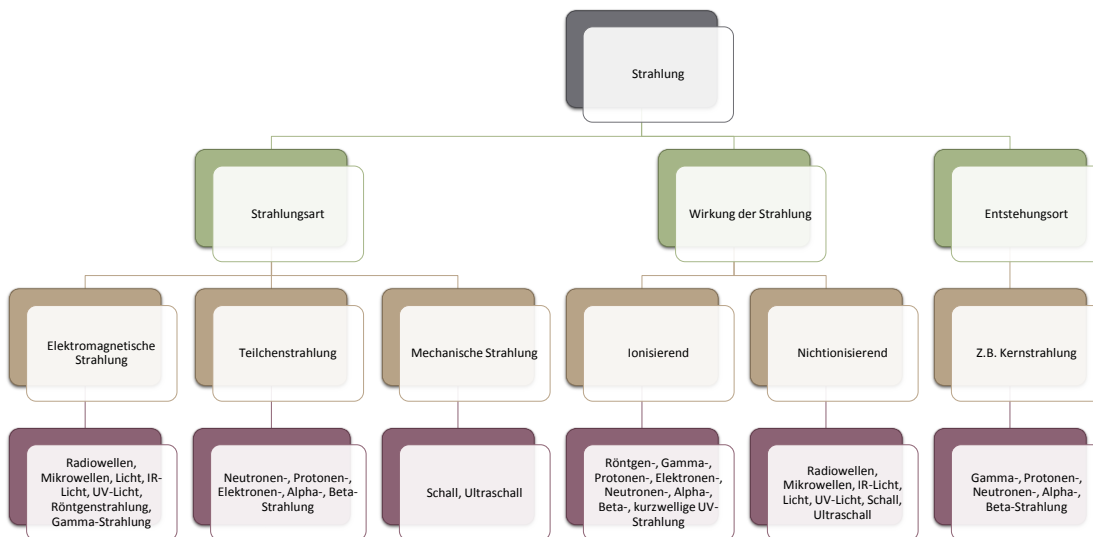 Strahlung
Strahlungsart
Wirkung der Strahlung
Entstehungsort
Elektromagnetische
Strahlung
Teilchenstrahlung
Mechanische Strahlung
Ionisierend
Nichtionisierend
Z.B. Kernstrahlung
Radiowellen,
Mikrowellen, Licht, IR-
Licht, UV-Licht,
Röntgenstrahlung,
Gamma-Strahlung
Neutronen-, Protonen-,
Elektronen-, Alpha-, Beta-
Strahlung
Schall, Ultraschall
Röntgen-, Gamma-,
Protonen-, Elektronen-,
Neutronen-, Alpha-,
Beta-, kurzwellige UV-
Strahlung
Radiowellen,
Mikrowellen, IR-Licht,
Licht, UV-Licht, Schall,
Ultraschall
Gamma-, Protonen-,
Neutronen-, Alpha-,
Beta-Strahlung